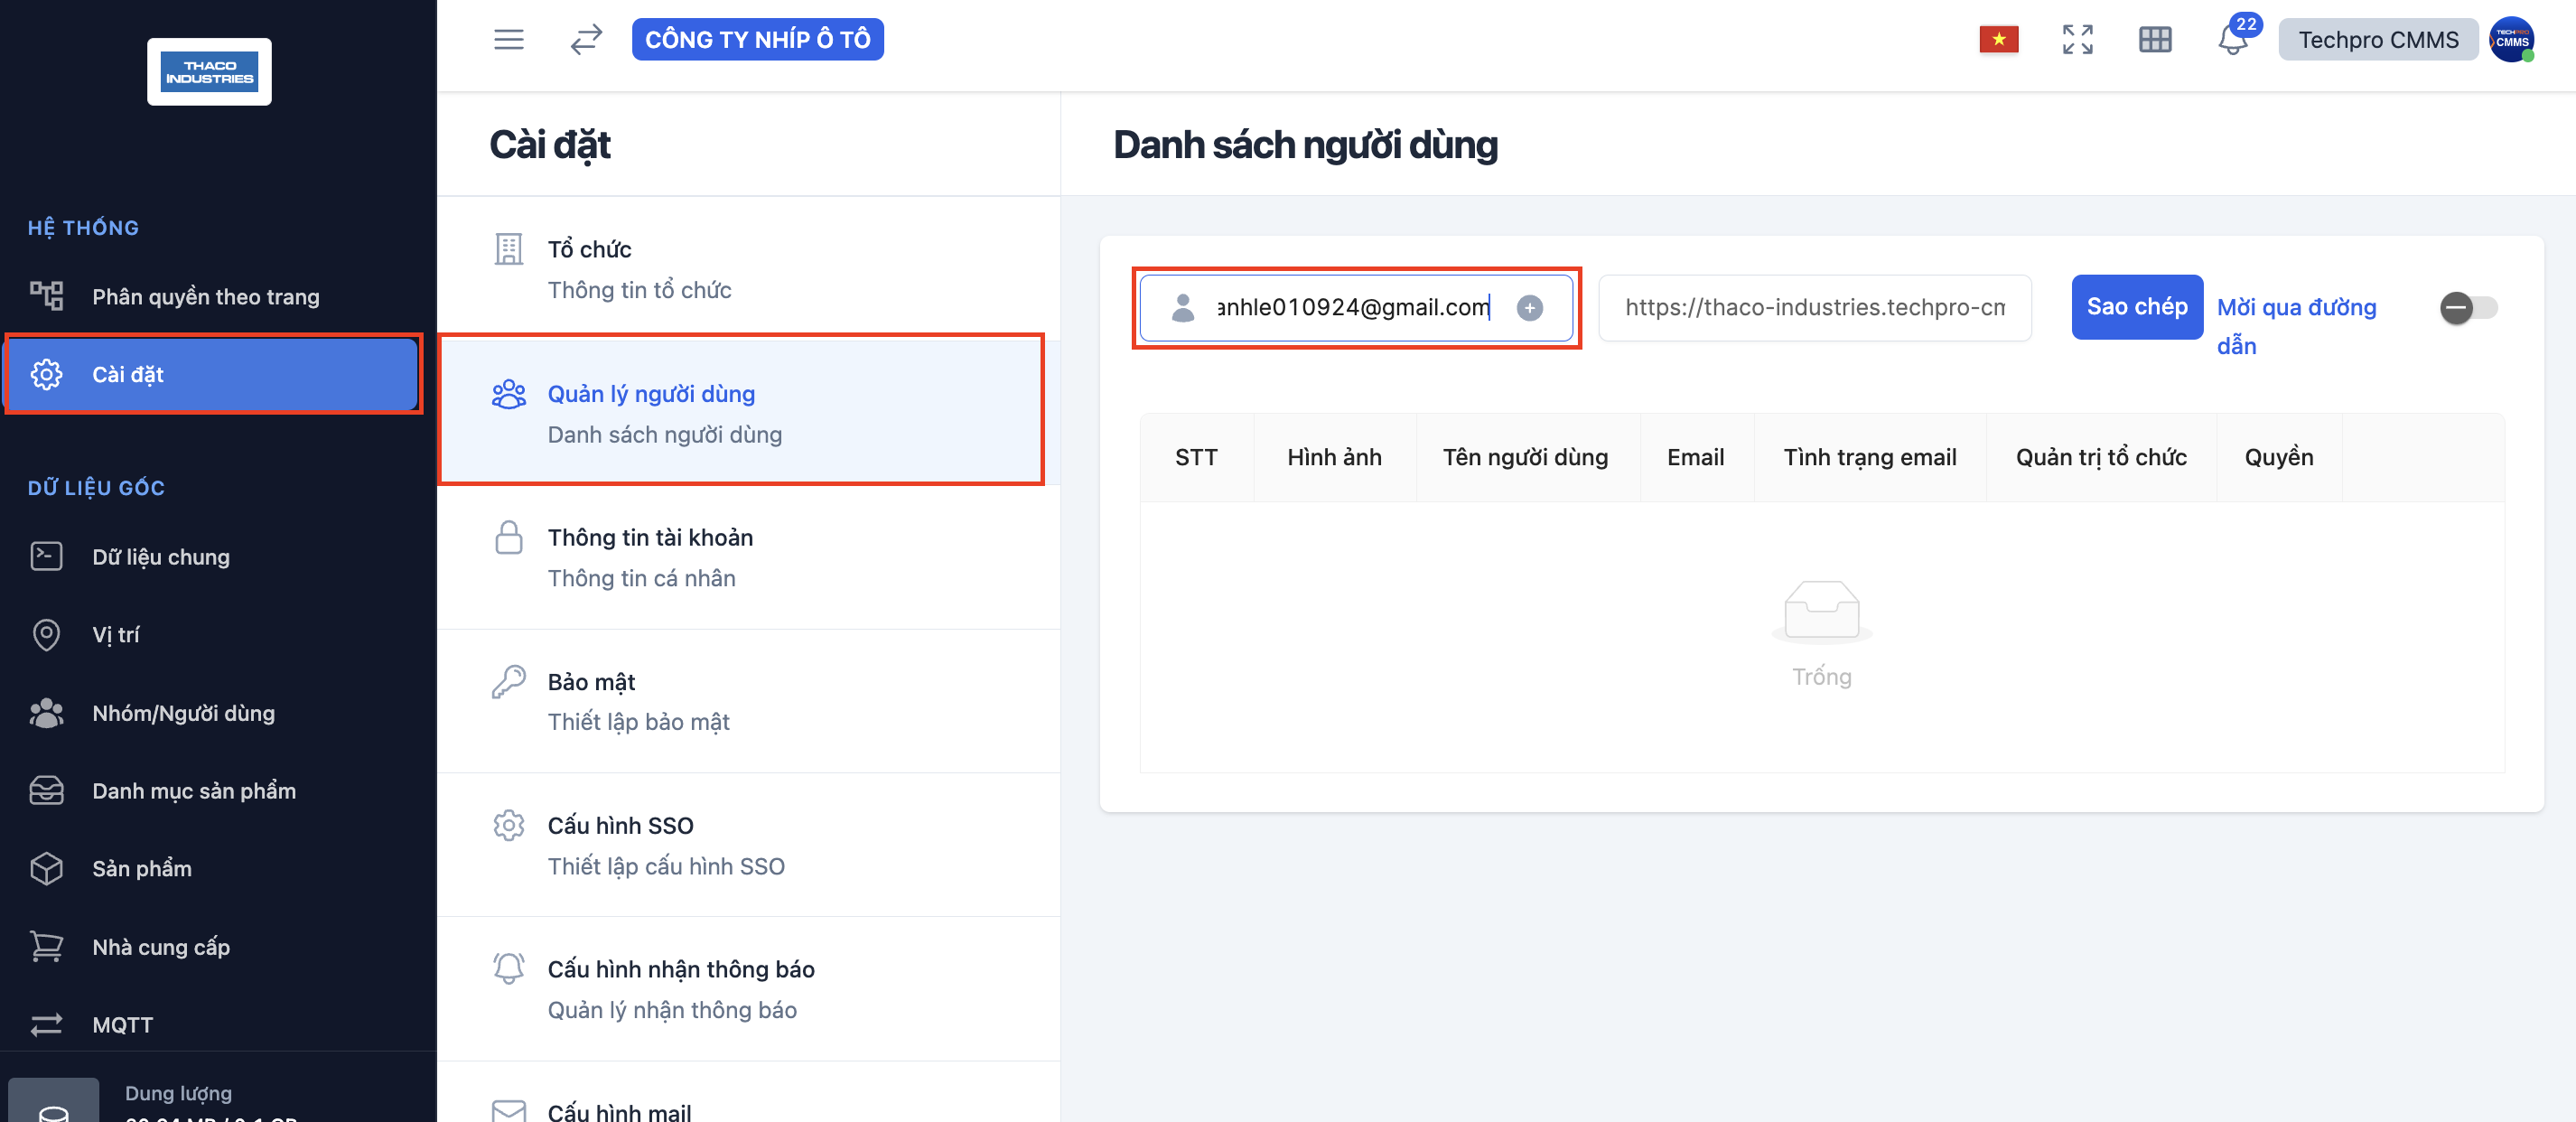 THACO
INDUSTRIES
HỆ THỐNG
Phân quyền theo trang
Cài đặt
DỮ LIỆU GỐC
Dữ liệu chung
Vị trí
Nhóm/Người dùng
Danh mục sản phẩm
Sản phẩm
Nhà cung cấp
MQTT
Dung lượng
CÔNG TY NHÍP Ô TÔ
22
Techpro CMMS
TECHPRO
CMMS
Cài đặt
Tổ chức
Thông tin tổ chức
Quản lý người dùng
Danh sách người dùng
Thông tin tài khoản
Thông tin cá nhân
Bảo mật
Thiết lập bảo mật
Cấu hình SSO
Thiết lập cấu hình SSO
Cấu hình nhận thông báo
Quản lý nhận thông báo
Cấu hình mail
Danh sách người dùng
anhle010924@gmail.com
https://thaco-industries.techpro-cm
Sao chép
Mời qua đường
dẫn
STT Hình ảnh Tên người dùng Email Tình trạng email Quản trị tổ chức Quyền
Trống